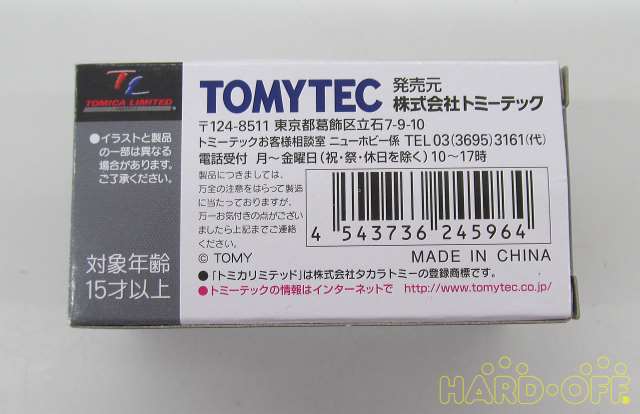 TL
TOMICA LIMITED
●イラストと製品
の一部は異なる
場合があります。
ご了承ください。
対象年齢
15才以上
TOMYTEC
発売元
株式会社トミーテック
〒124-8511 東京都葛飾区立石7-9-10
トミーテックお客様相談室 ニューホビー係 TEL 03(3695)3161(代)
電話受付 月〜金曜日(祝・祭・休日を除く)10〜17時
製品につきましては、
万全の注意をはらって製造
に当たっておりますが、
万一お気付きの点がござい
ましたら上記までご連絡
ください。
© TOMY
4 543736 245964
MADE IN CHINA
●「トミカリミテッド」は株式会社タカラトミーの登録商標です。
●トミーテックの情報はインターネットで http://www.tomytec.co.jp/
HARD・OFF